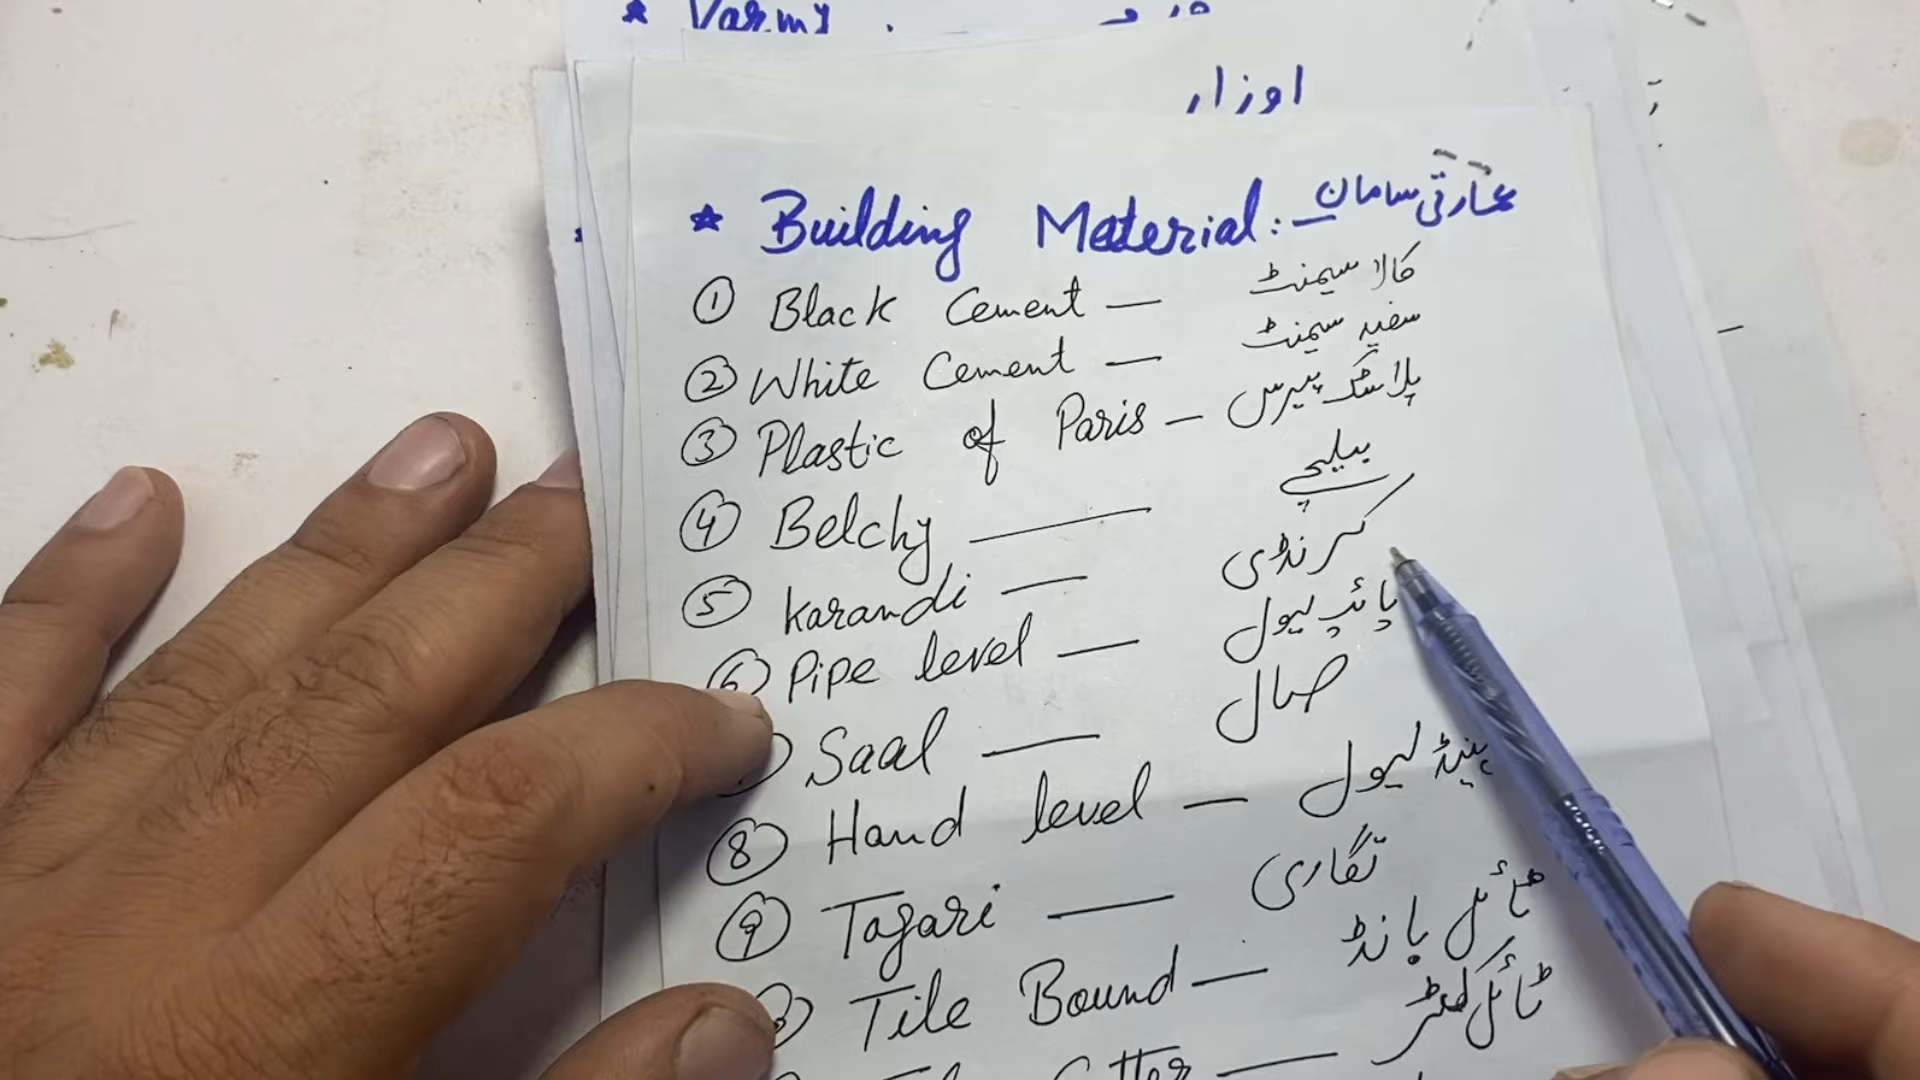 ★ Varmy .
اوزار
★ Building Material :- عمارتی سامان
① Black Cement — کالا سیمنٹ
② White Cement — سفید سیمنٹ
③ Plastic of Paris — پلاسٹک پیرس
④ Belchy — بیلچے
⑤ Karandi — کرنڈی
⑥ Pipe level — پائپ لیول
Saal — صال
⑧ Hand level — ہینڈ لیول
⑨ Tagari — تگاری
Tile Bound — ٹائل بانڈ
Cutter — ٹائل کٹر